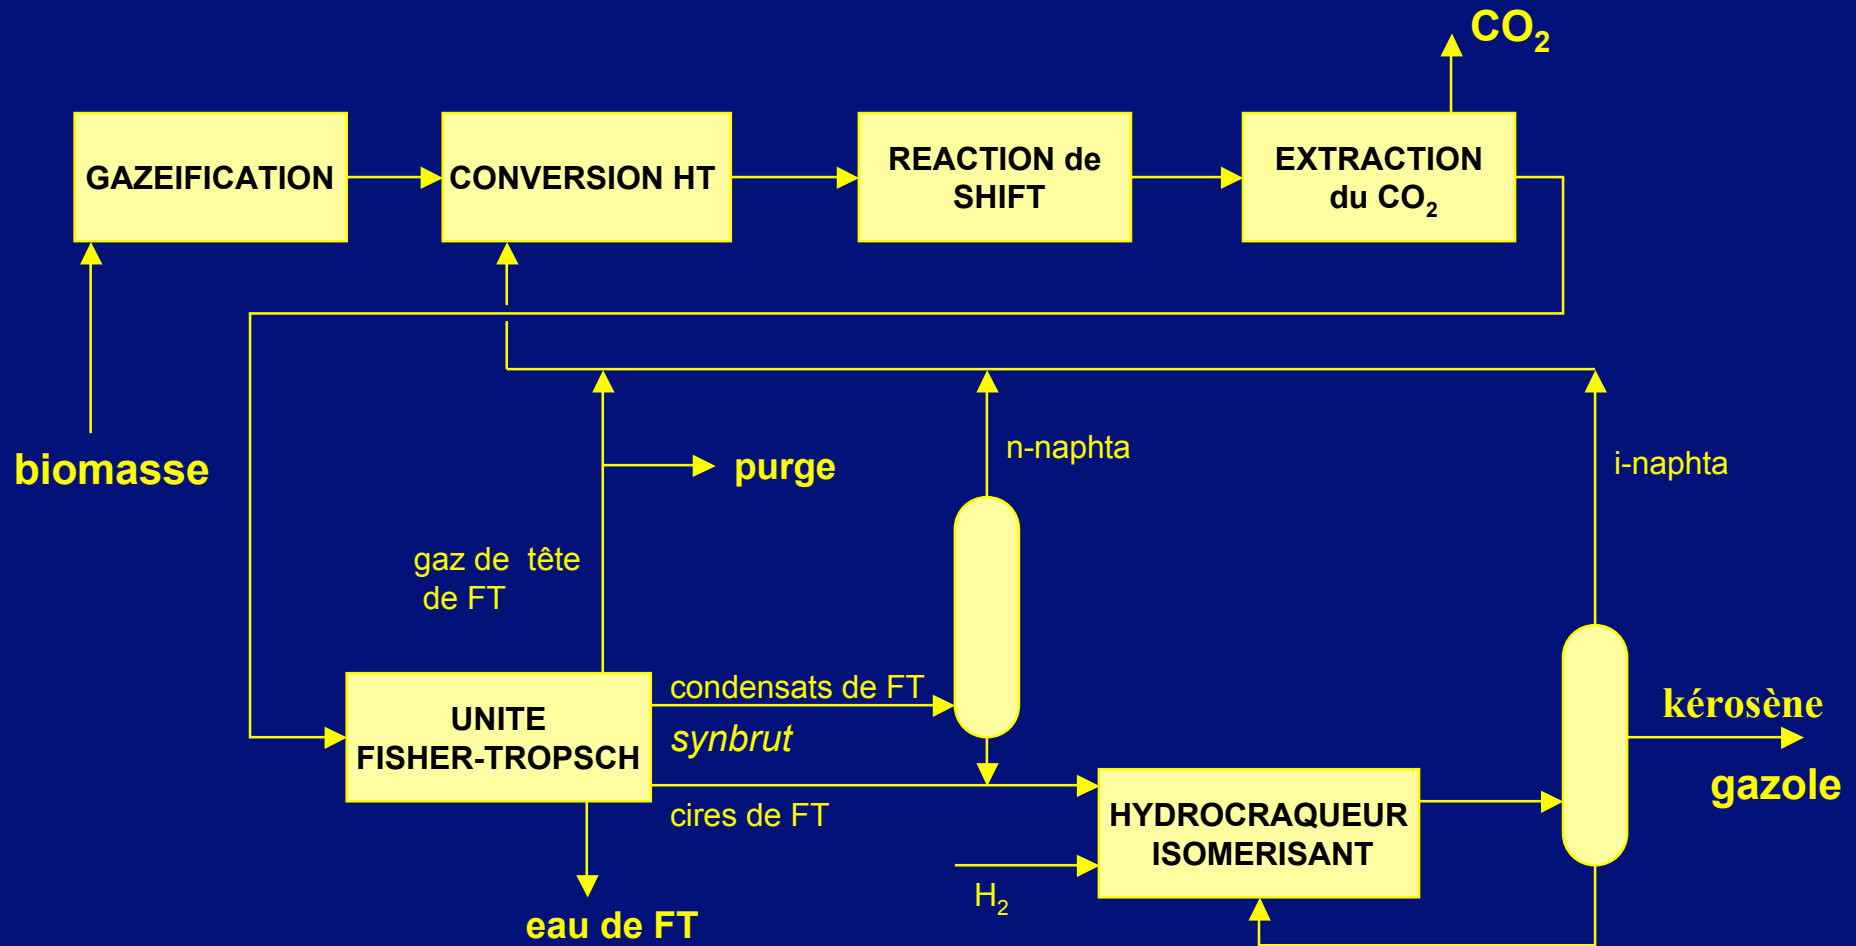 CO₂
GAZEIFICATION
CONVERSION HT
REACTION de
SHIFT
EXTRACTION
du CO₂
biomasse
purge
n-naphta
i-naphta
gaz de tête
de FT
UNITE
FISHER-TROPSCH
condensats de FT
synbrut
cires de FT
kérosène
gazole
HYDROCRAQUEUR
ISOMERISANT
H₂
eau de FT